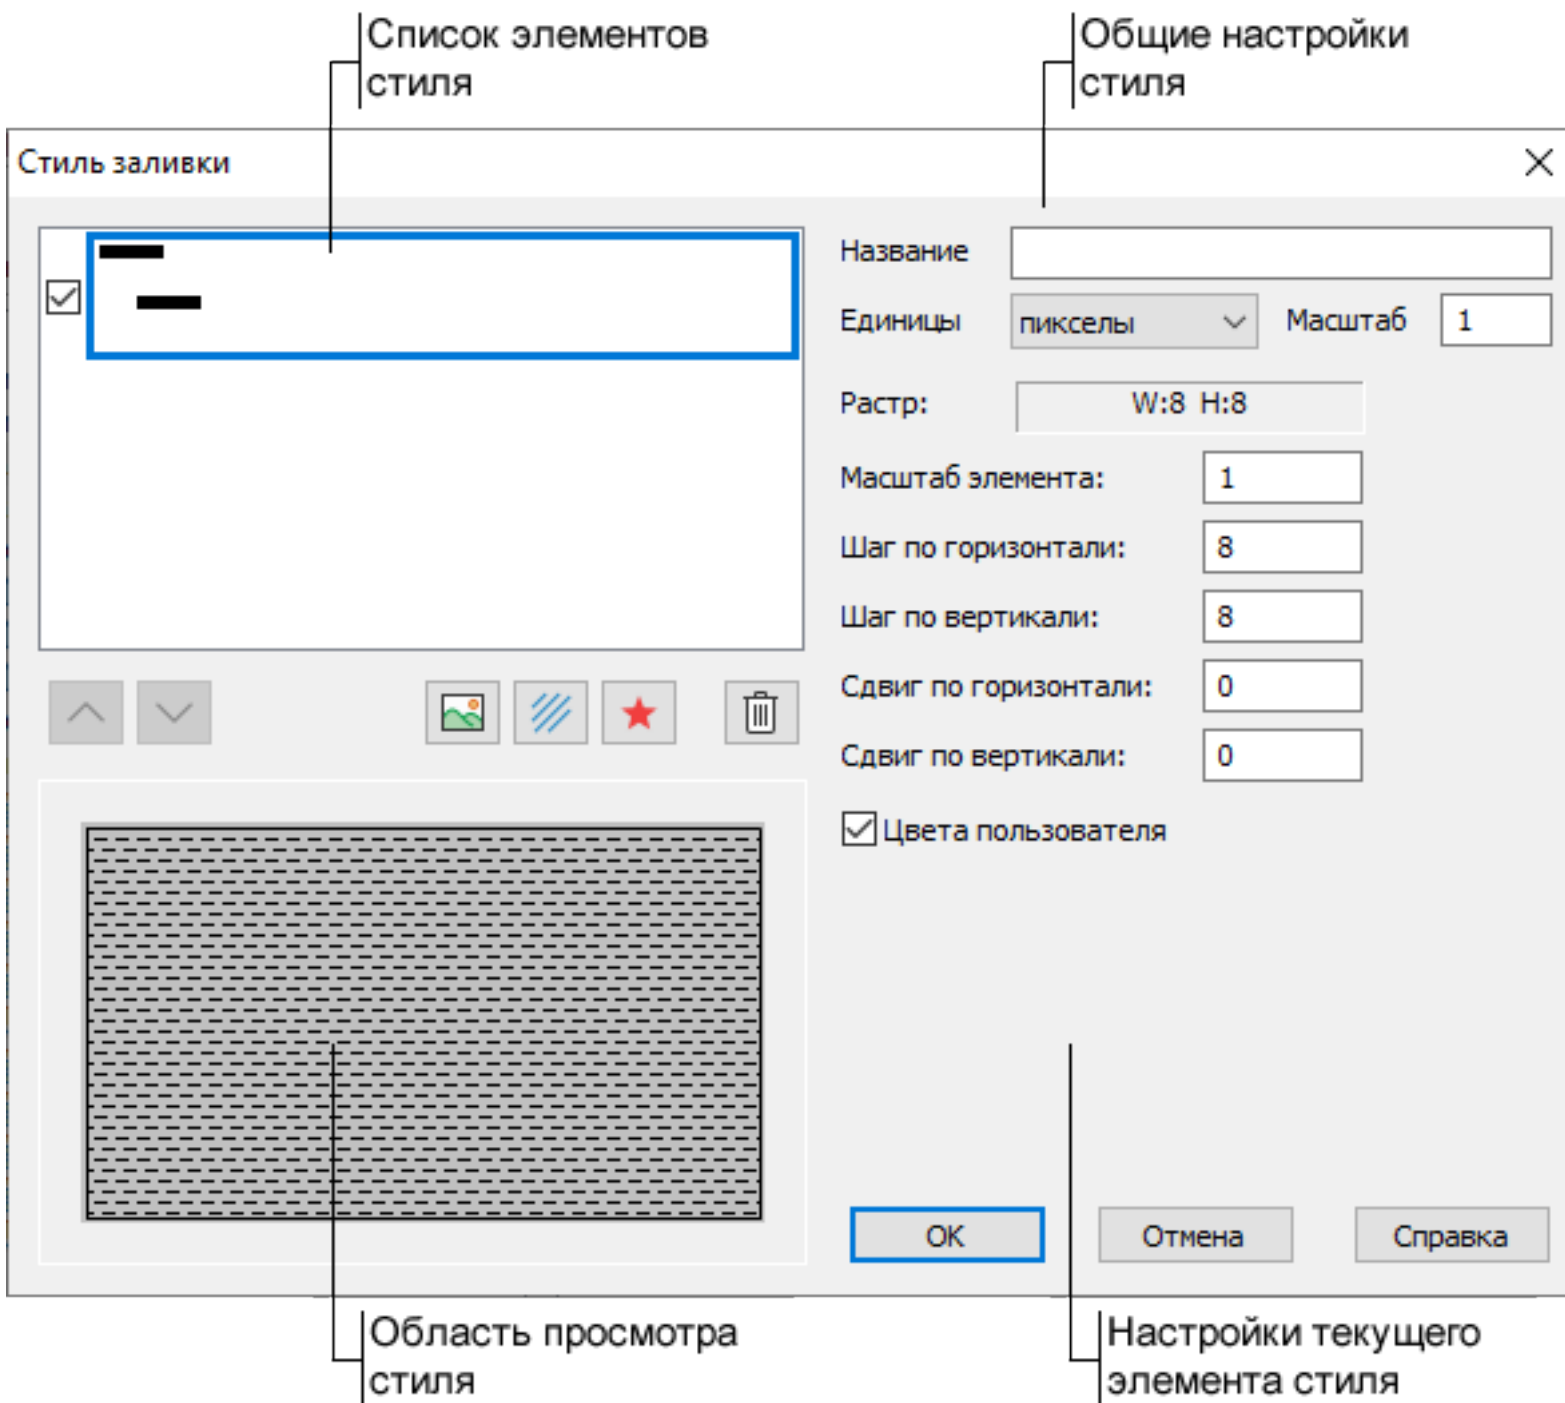 Список элементов
стиля
Общие настройки
стиля
Стиль заливки
Название
Единицы пикселы Масштаб 1
Растр: W:8 H:8
Масштаб элемента: 1
Шаг по горизонтали: 8
Шаг по вертикали: 8
Сдвиг по горизонтали: 0
Сдвиг по вертикали: 0
Цвета пользователя
ОК Отмена Справка
Область просмотра
стиля
Настройки текущего
элемента стиля